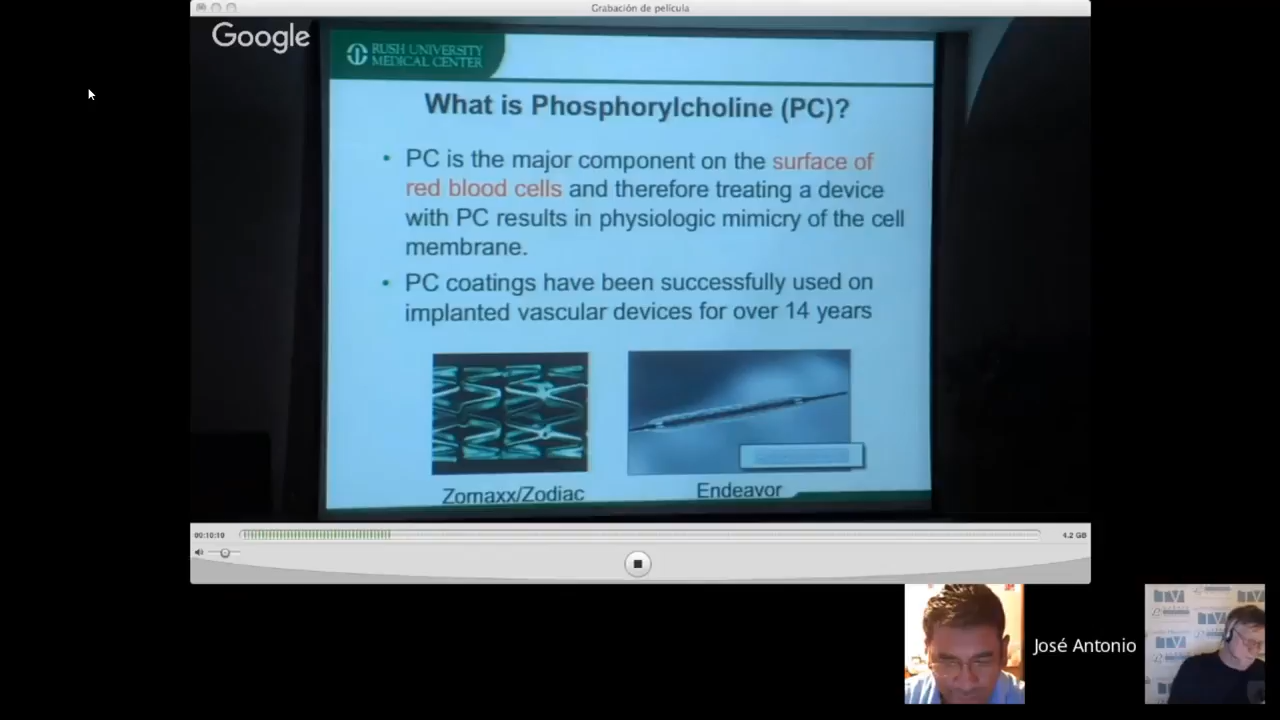 Grabación de película
Google
RUSH UNIVERSITY
MEDICAL CENTER
What is Phosphorylcholine (PC)?
• PC is the major component on the surface of
red blood cells and therefore treating a device
with PC results in physiologic mimicry of the cell
membrane.
• PC coatings have been successfully used on
implanted vascular devices for over 14 years
Zomaxx/Zodiac
Endeavor
00:10:10
4.2 GB
José Antonio
TV